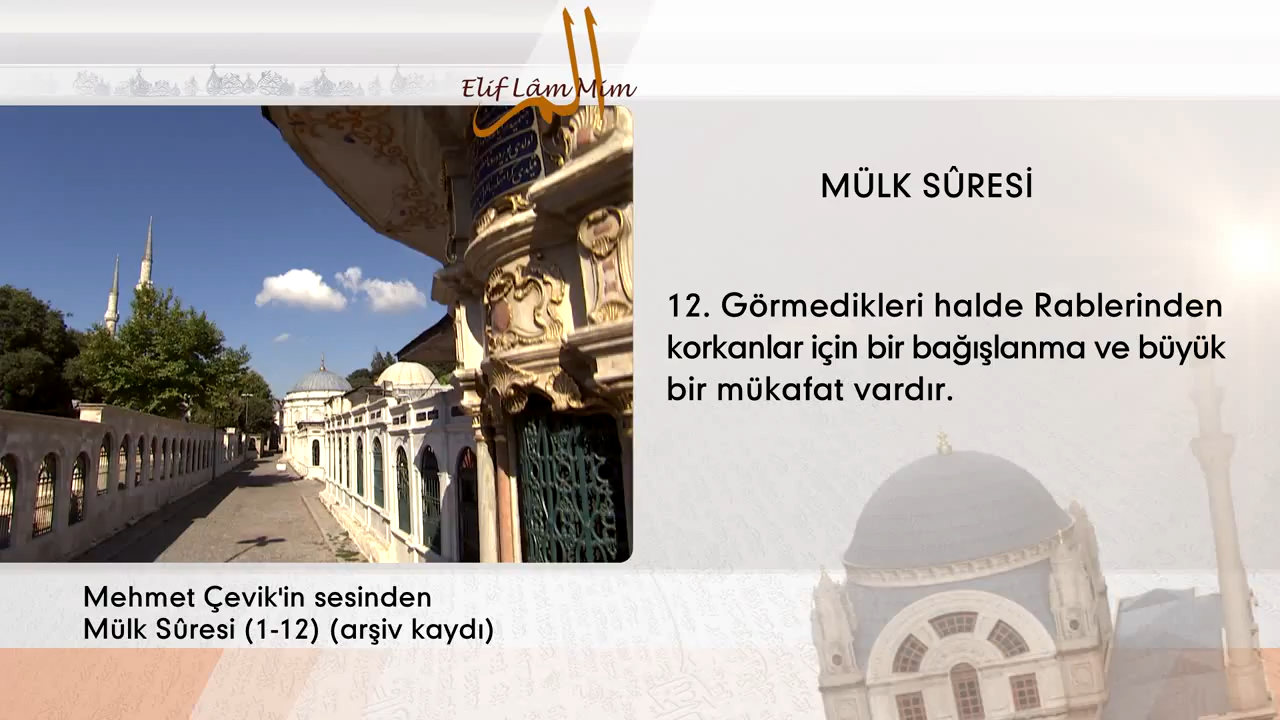 الم
Elif Lâm Mim
MÜLK SÛRESİ
12. Görmedikleri halde Rablerinden
korkanlar için bir bağışlanma ve büyük
bir mükafat vardır.
Mehmet Çevik'in sesinden
Mülk Sûresi (1-12) (arşiv kaydı)